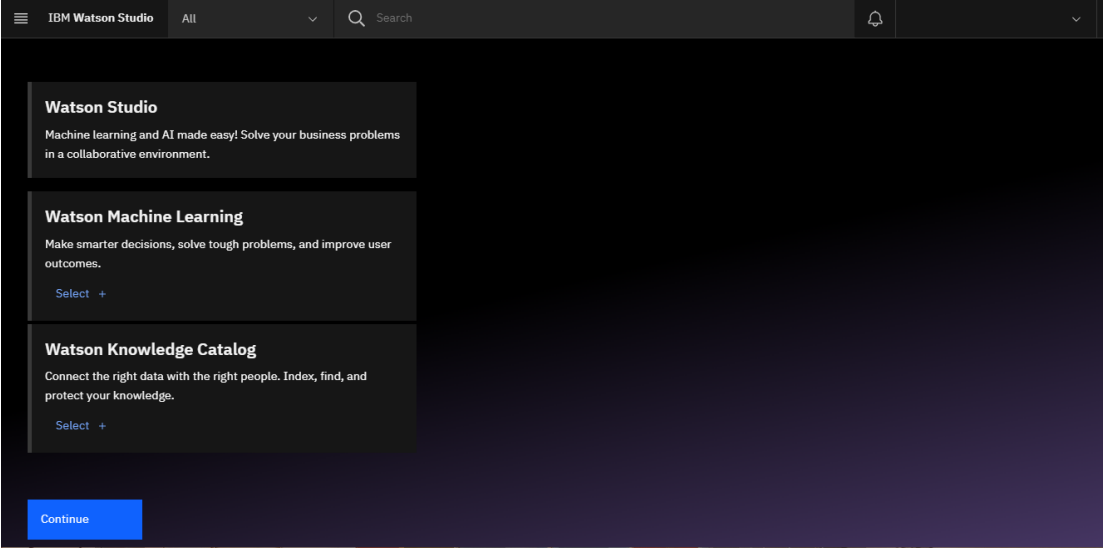 IBM Watson Studio All Search
Watson Studio
Machine learning and AI made easy! Solve your business problems
in a collaborative environment.
Watson Machine Learning
Make smarter decisions, solve tough problems, and improve user
outcomes.
Select +
Watson Knowledge Catalog
Connect the right data with the right people. Index, find, and
protect your knowledge.
Select +
Continue